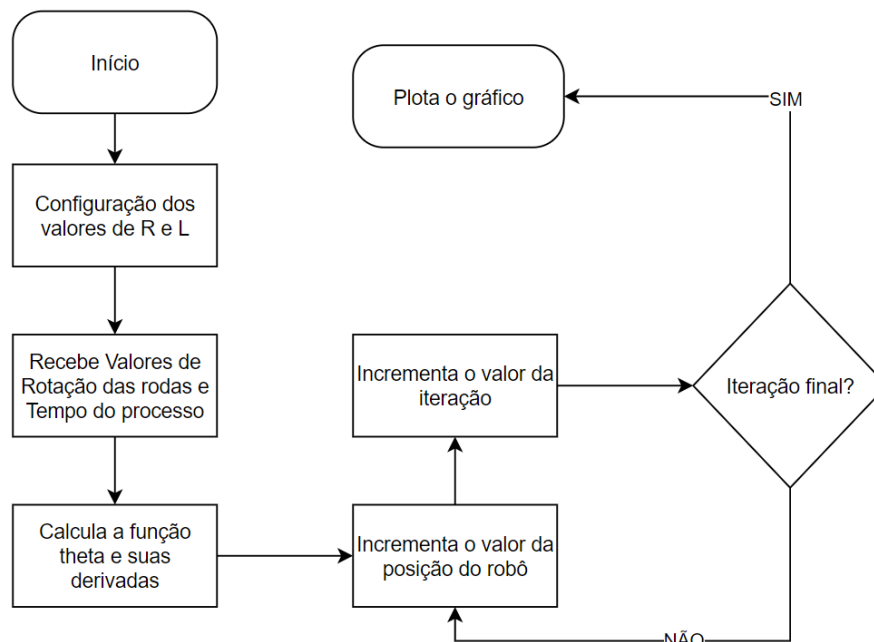 Início
Configuração dos
valores de R e L
Recebe Valores de
Rotação das rodas e
Tempo do processo
Calcula a função
theta e suas
derivadas
Incrementa o valor da
posição do robô
Incrementa o valor da
iteração
Iteração final?
SIM
NÃO
Plota o gráfico